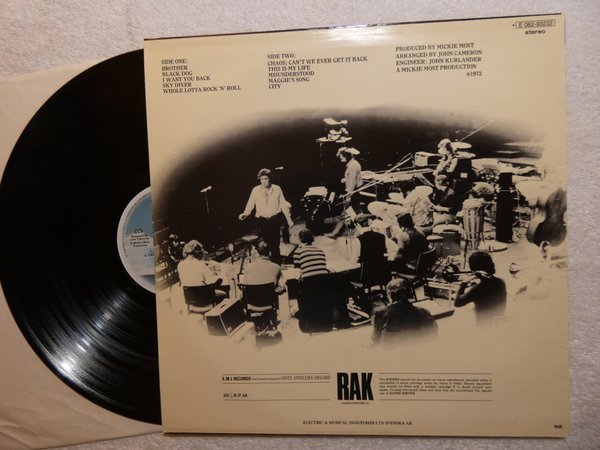 E 062-93232
stereo
SIDE ONE:
BROTHER
BLACK DOG
I WANT YOU BACK
SKY DIVER
WHOLE LOTTA ROCK 'N' ROLL
SIDE TWO:
CHAOS; CAN'T WE EVER GET IT BACK
THIS IS MY LIFE
MISUNDERSTOOD
MAGGIE'S SONG
CITY
PRODUCED BY MICKIE MOST
ARRANGED BY JOHN CAMERON
ENGINEER: JOHN KURLANDER
A MICKIE MOST PRODUCTION
℗1972
CCS
E.M.I RECORDS HAYES·MIDDLESEX·ENGLAND
33⅓ R.P.M.
RAK
ELECTRIC & MUSICAL INDUSTRIES LTD SVENSKA AB